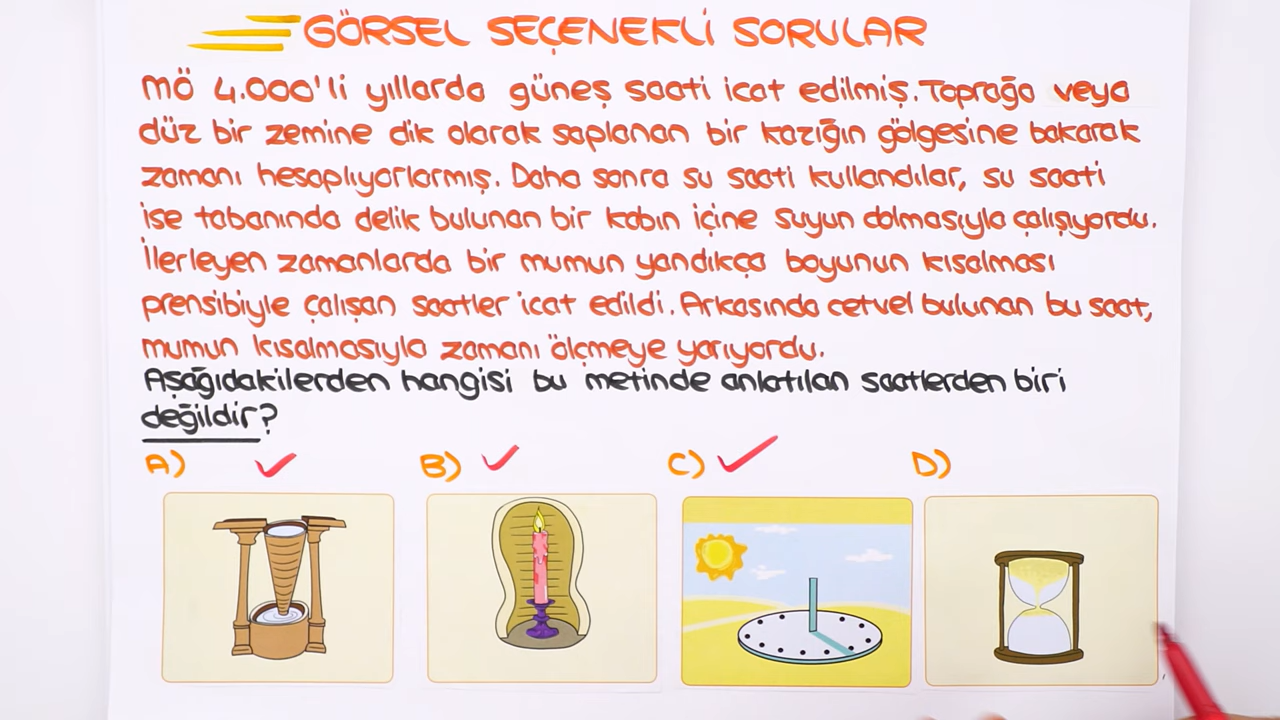 GÖRSEL SEÇENEKLİ SORULAR
MÖ 4.000'li yıllarda güneş saati icat edilmiş. Toprağa veya
düz bir zemine dik olarak saplanan bir kazığın gölgesine bakarak
zamanı hesaplıyorlarmış. Daha sonra su saati kullandılar, su saati
ise tabanında delik bulunan bir kabın içine suyun dolmasıyla çalışıyordu.
İlerleyen zamanlarda bir mumun yandıkça boyunun kısalması
prensibiyle çalışan saatler icat edildi. Arkasında cetvel bulunan bu saat,
mumun kısalmasıyla zamanı ölçmeye yarıyordu.
Aşağıdakilerden hangisi bu metinde anlatılan saatlerden biri
değildir?
A) B) C) D)